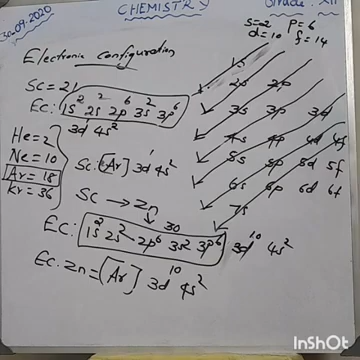 30.09.2020 CHEMISTRY Grade: XII
s=2 p=6
d=10 f=14
Electronic configuration
Sc=21
Ec: 1s² 2s² 2p⁶ 3s² 3p⁶
3d¹ 4s²
He=2
Ne=10
Ar=18
Kr=36
Sc: [Ar] 3d¹ 4s²
Sc → Zn
30
Ec: 1s² 2s² 2p⁶ 3s² 3p⁶ 3d¹⁰ 4s²
Ec: Zn = [Ar] 3d¹⁰ 4s²
1s
2s 2p
3s 3p 3d
4s 4p 4d 4f
5s 5p 5d 5f
6s 6p 6d 6f
7s
InShOt